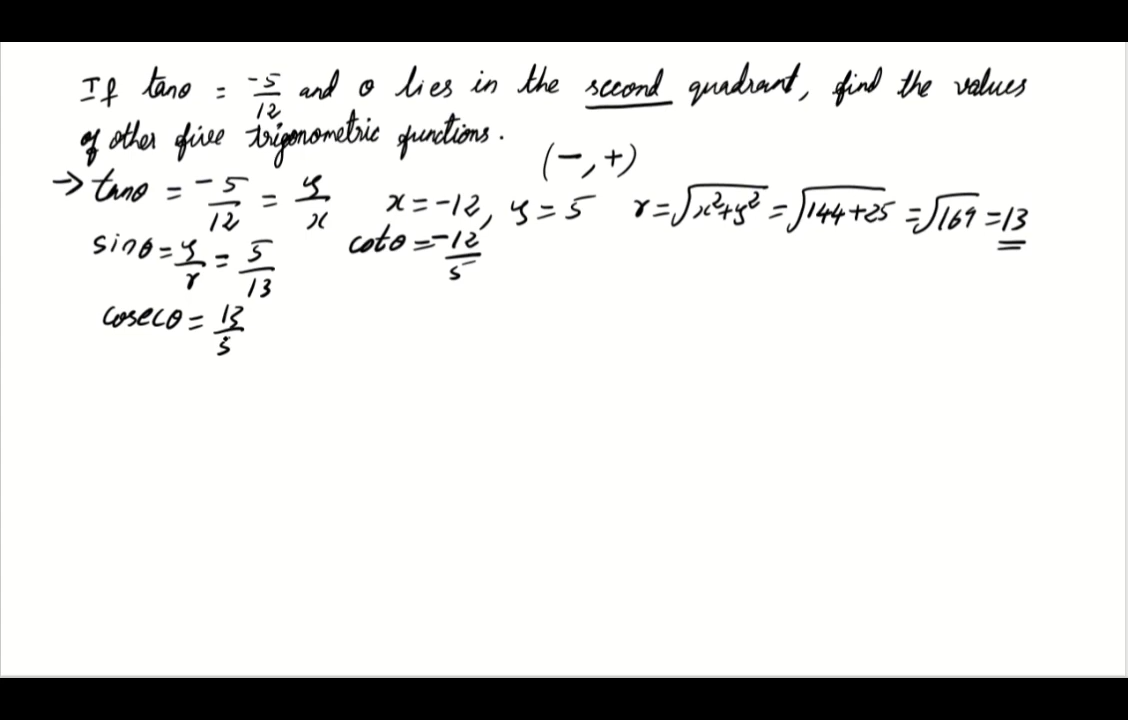 If tanθ = -5/12 and θ lies in the second quadrant, find the values
of other five trigonometric functions.
(-, +)
→ tanθ = -5/12 = y/x x = -12, y = 5 r = √x²+y² = √144+25 = √169 = 13
sinθ = y/r = 5/13 cotθ = -12/5
cosecθ = 13/5